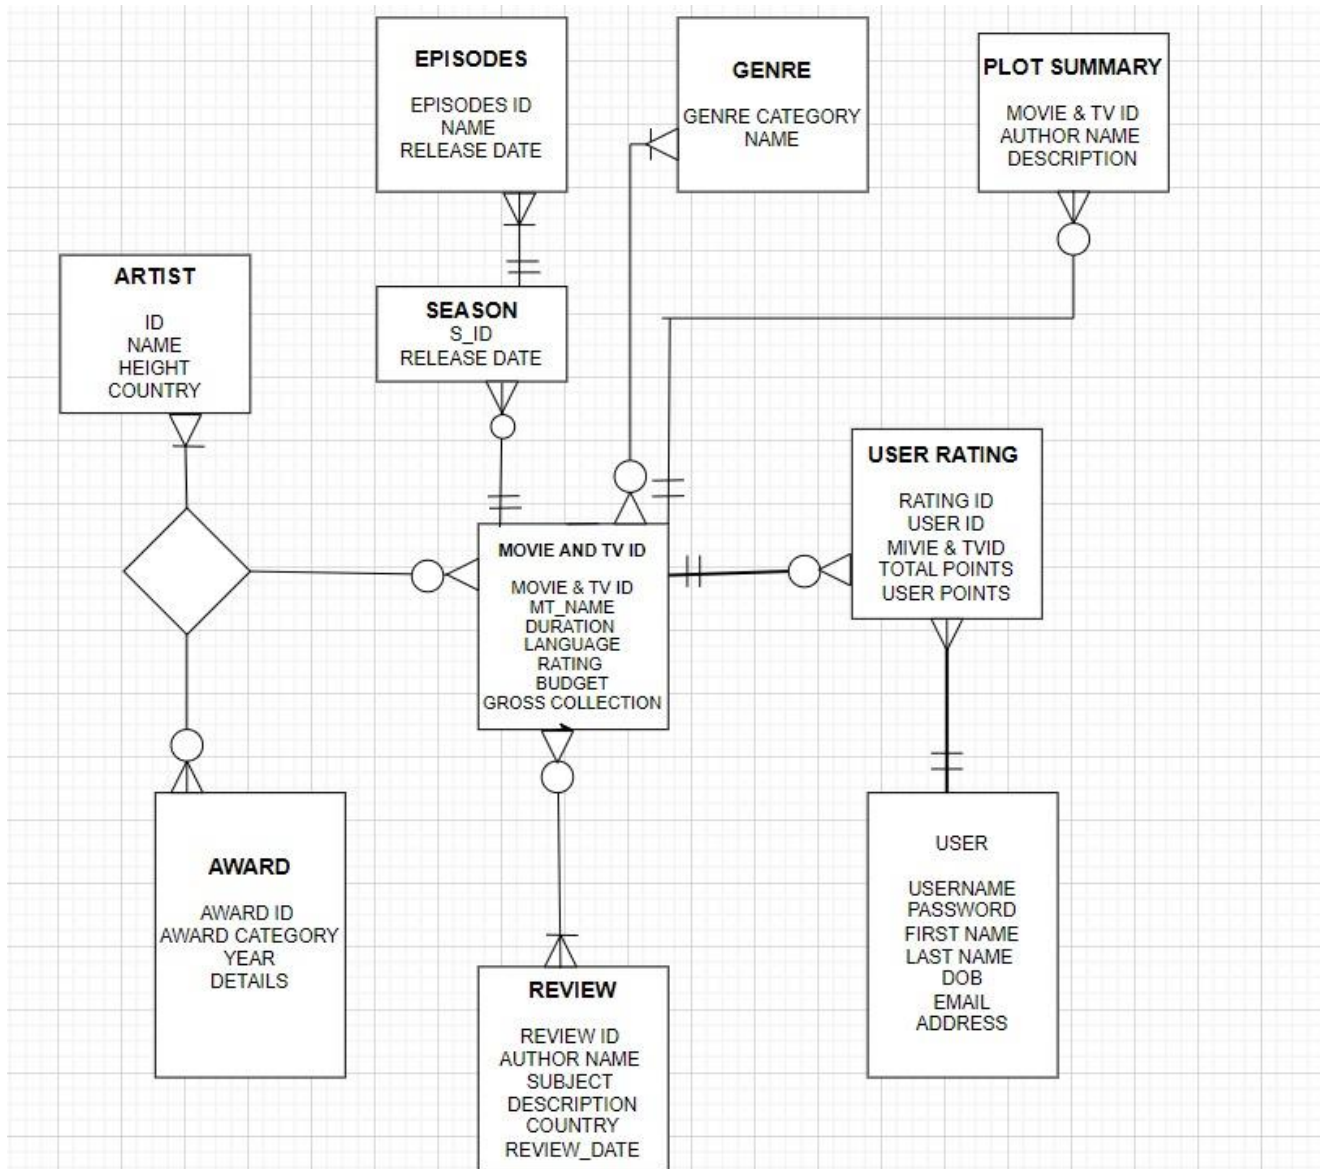 EPISODES
EPISODES ID
NAME
RELEASE DATE
GENRE
GENRE CATEGORY
NAME
PLOT SUMMARY
MOVIE & TV ID
AUTHOR NAME
DESCRIPTION
ARTIST
ID
NAME
HEIGHT
COUNTRY
SEASON
S_ID
RELEASE DATE
USER RATING
RATING ID
USER ID
MIVIE & TVID
TOTAL POINTS
USER POINTS
MOVIE AND TV ID
MOVIE & TV ID
MT_NAME
DURATION
LANGUAGE
RATING
BUDGET
GROSS COLLECTION
AWARD
AWARD ID
AWARD CATEGORY
YEAR
DETAILS
USER
USERNAME
PASSWORD
FIRST NAME
LAST NAME
DOB
EMAIL
ADDRESS
REVIEW
REVIEW ID
AUTHOR NAME
SUBJECT
DESCRIPTION
COUNTRY
REVIEW_DATE